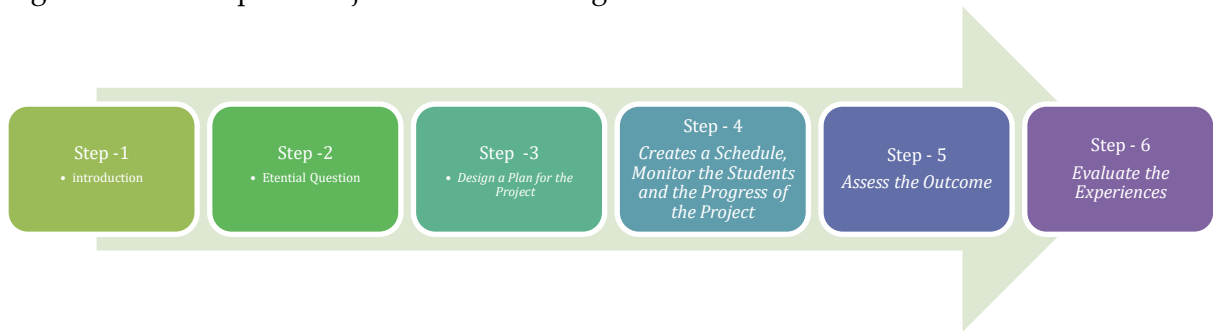 Step -1
• introduction
Step -2
• Etential Question
Step -3
• Design a Plan for the
Project
Step - 4
Creates a Schedule,
Monitor the Students
and the Progress of
the Project
Step - 5
Assess the Outcome
Step - 6
Evaluate the
Experiences